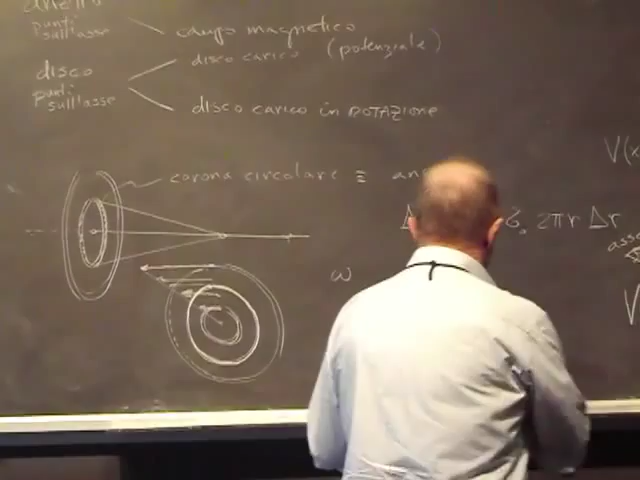 anello
punti
sull'asse
campo magnetico
disco carico (potenziale)
disco
punti
sull'asse
disco carico in ROTAZIONE
V(x
corona circolare ≡ an
Δ
σ. 2πr Δr
ω
V